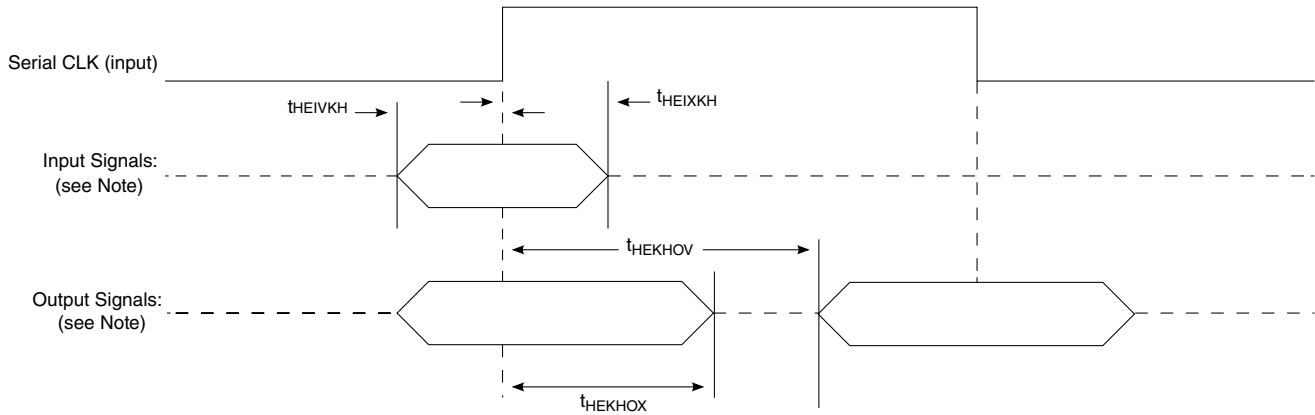 Serial CLK (input)
tHEIVKH
tHEIXKH
Input Signals:
(see Note)
tHEKHOV
Output Signals:
(see Note)
tHEKHOX